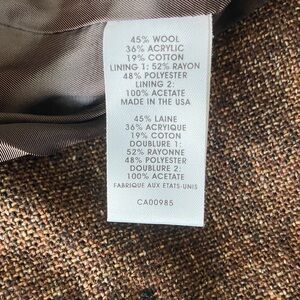 45% WOOL
36% ACRYLIC
19% COTTON
LINING 1: 52% RAYON
48% POLYESTER
LINING 2:
100% ACETATE
MADE IN THE USA
45% LAINE
36% ACRYLIQUE
19% COTON
DOUBLURE 1:
52% RAYONNE
48% POLYESTER
DOUBLURE 2:
100% ACETATE
FABRIQUE AUX ETATS-UNIS
CA00985